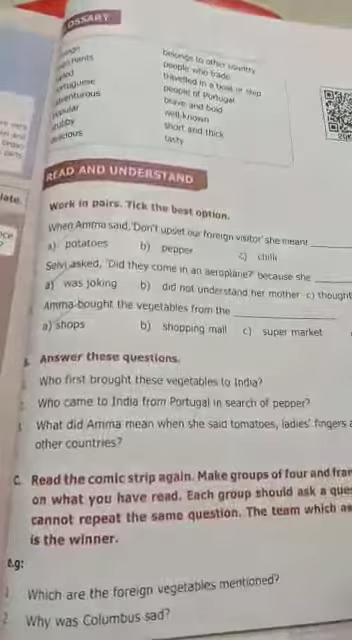 OSSARY
belongs to other country
people who trade
travelled in a boat or ship
people of Portugal
brave and bold
well-known
short and thick
tasty
READ AND UNDERSTAND
Work in pairs. Tick the best option.
When Amma said, 'Don't upset our foreign visitor' she meant
a) potatoes b) pepper c) chilli
Selvi asked, 'Did they come in an aeroplane?' because she
a) was joking b) did not understand her mother c) thought
Amma bought the vegetables from the
a) shops b) shopping mall c) super market
Answer these questions.
Who first brought these vegetables to India?
2. Who came to India from Portugal in search of pepper?
3. What did Amma mean when she said tomatoes, ladies' fingers a
other countries?
C. Read the comic strip again. Make groups of four and fra
on what you have read. Each group should ask a que
cannot repeat the same question. The team which as
is the winner.
e.g:
1. Which are the foreign vegetables mentioned?
2. Why was Columbus sad?